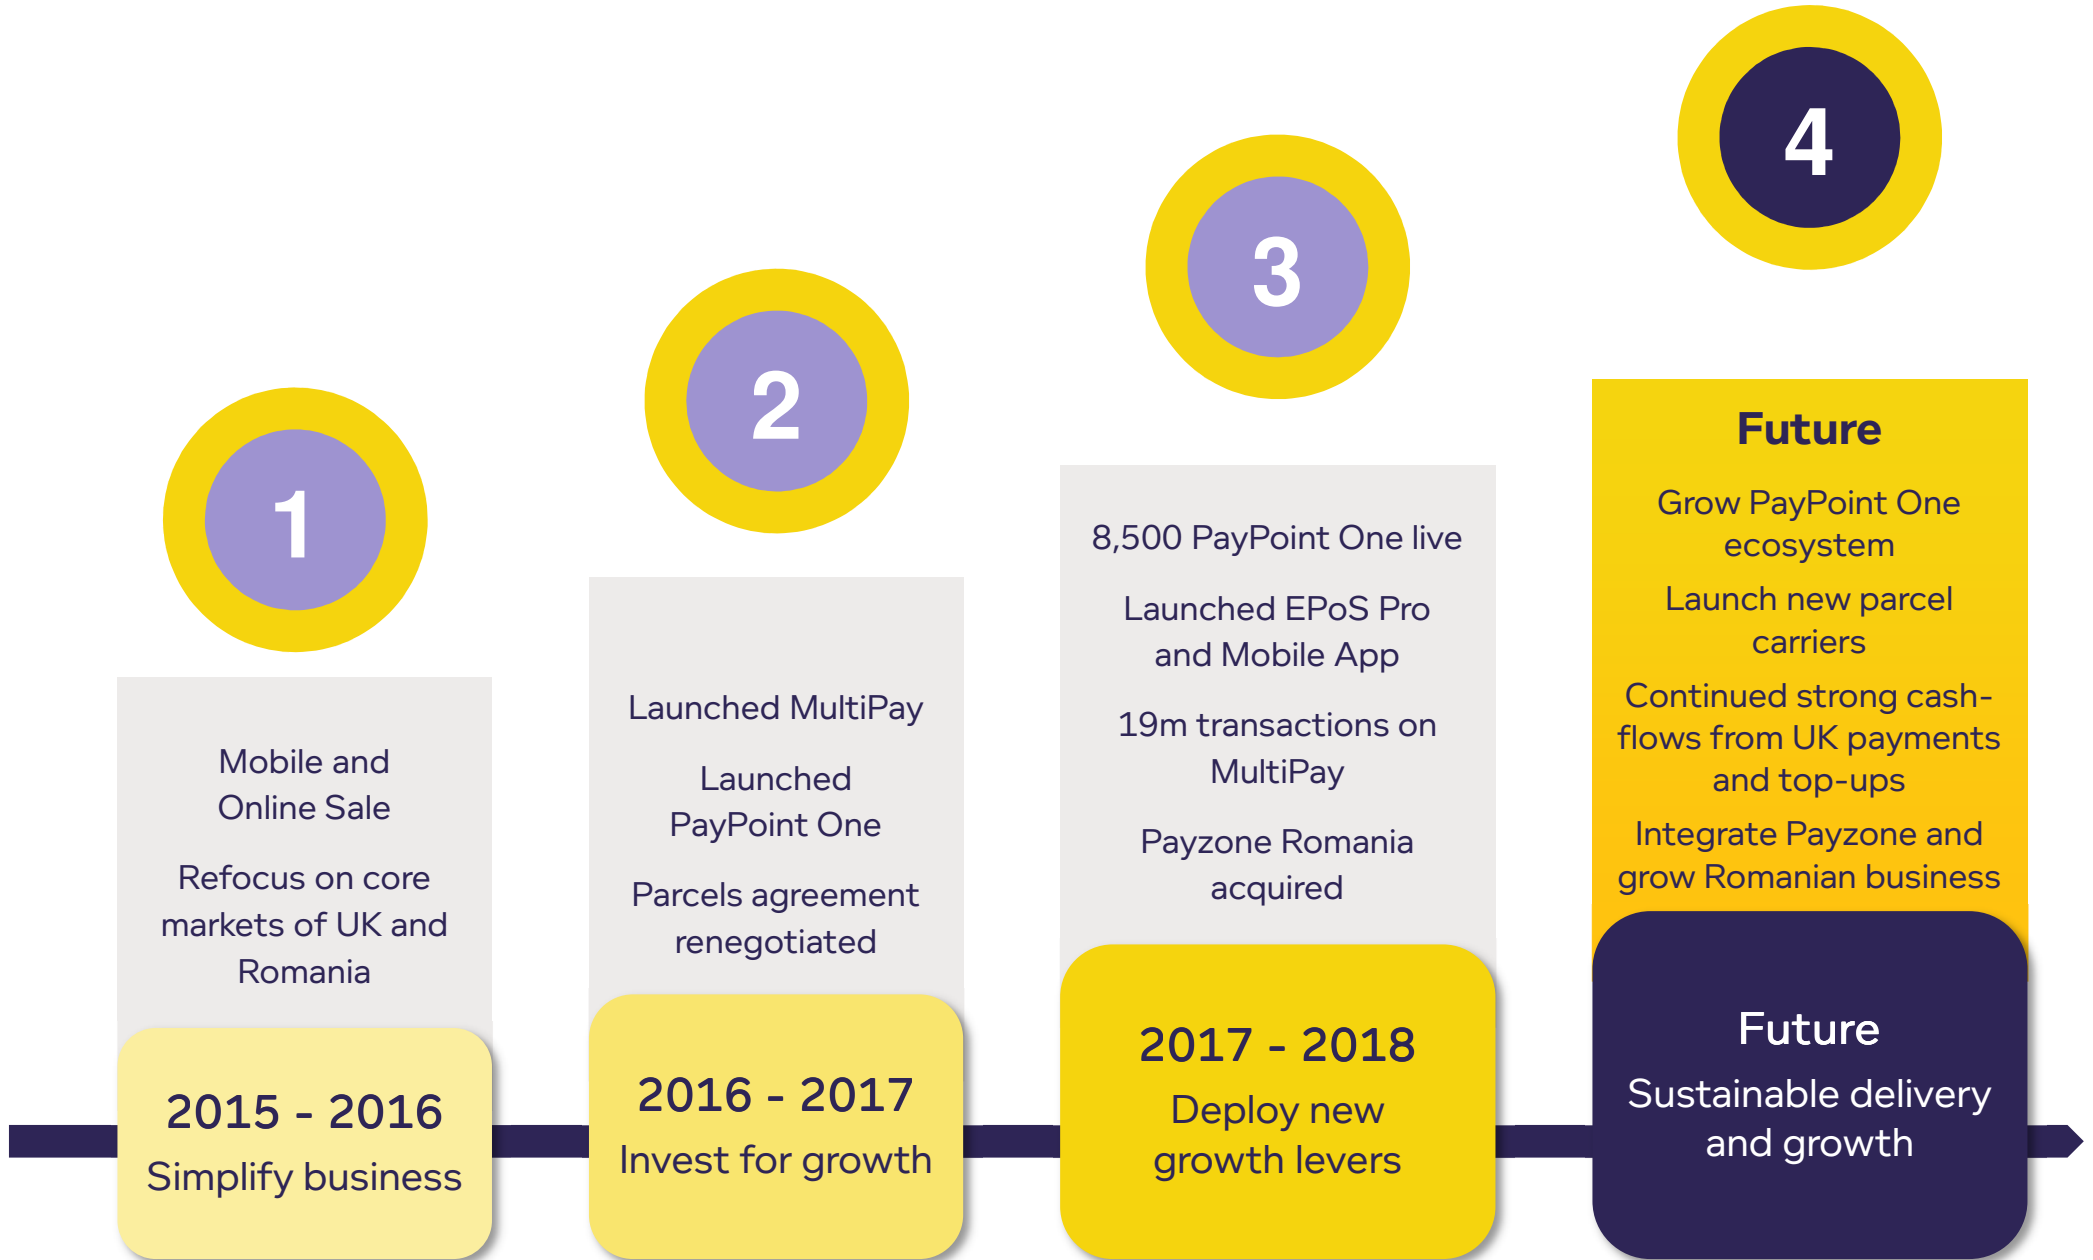 1
Mobile and
Online Sale
Refocus on core
markets of UK and
Romania
2015 - 2016
Simplify business
2
Launched MultiPay
Launched
PayPoint One
Parcels agreement
renegotiated
2016 - 2017
Invest for growth
3
8,500 PayPoint One live
Launched EPoS Pro
and Mobile App
19m transactions on
MultiPay
Payzone Romania
acquired
2017 - 2018
Deploy new
growth levers
4
Future
Grow PayPoint One
ecosystem
Launch new parcel
carriers
Continued strong cash-
flows from UK payments
and top-ups
Integrate Payzone and
grow Romanian business
Future
Sustainable delivery
and growth